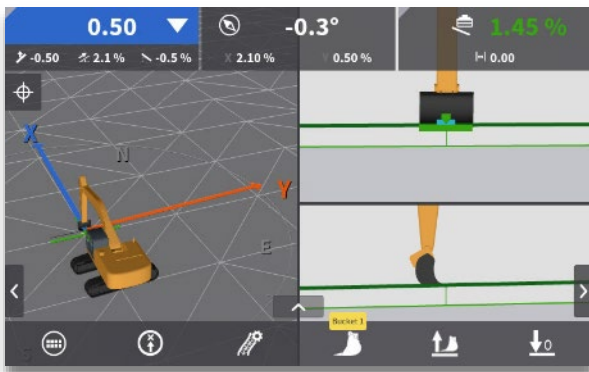 0.50
-0.3°
1.45 %
-0.50
2.1 %
-0.5 %
X 2.10 %
Y 0.50 %
0.00
X
N
Y
E
S
Bucket 1
X
0